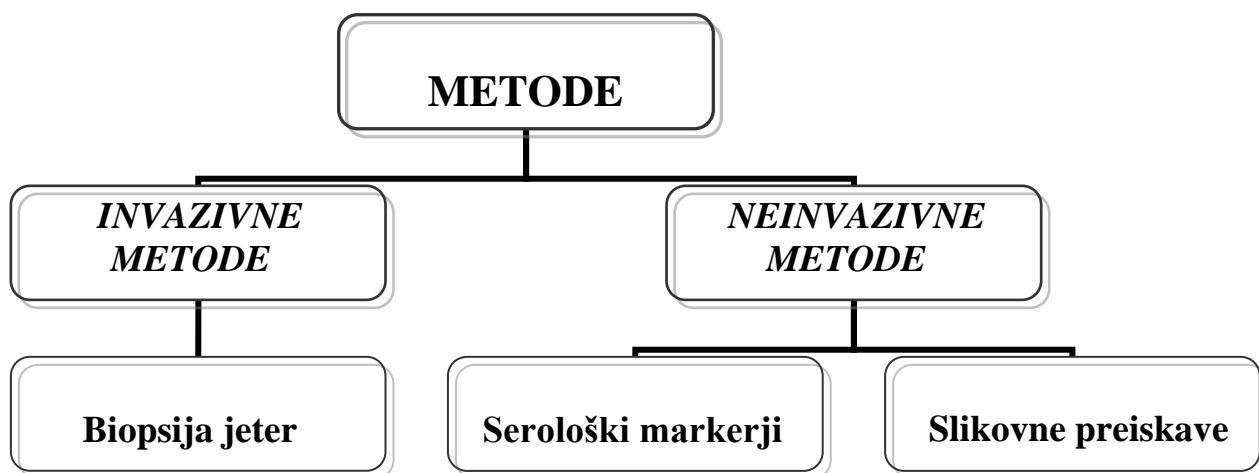 METODE
INVAZIVNE
METODE
NEINVAZIVNE
METODE
Biopsija jeter
Serološki markerji
Slikovne preiskave